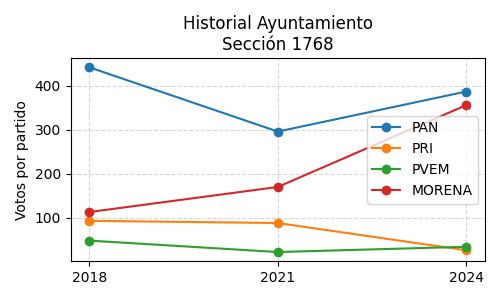 Historial Ayuntamiento
Sección 1768
Votos por partido
400
300
200
100
2018
2021
2024
PAN
PRI
PVEM
MORENA